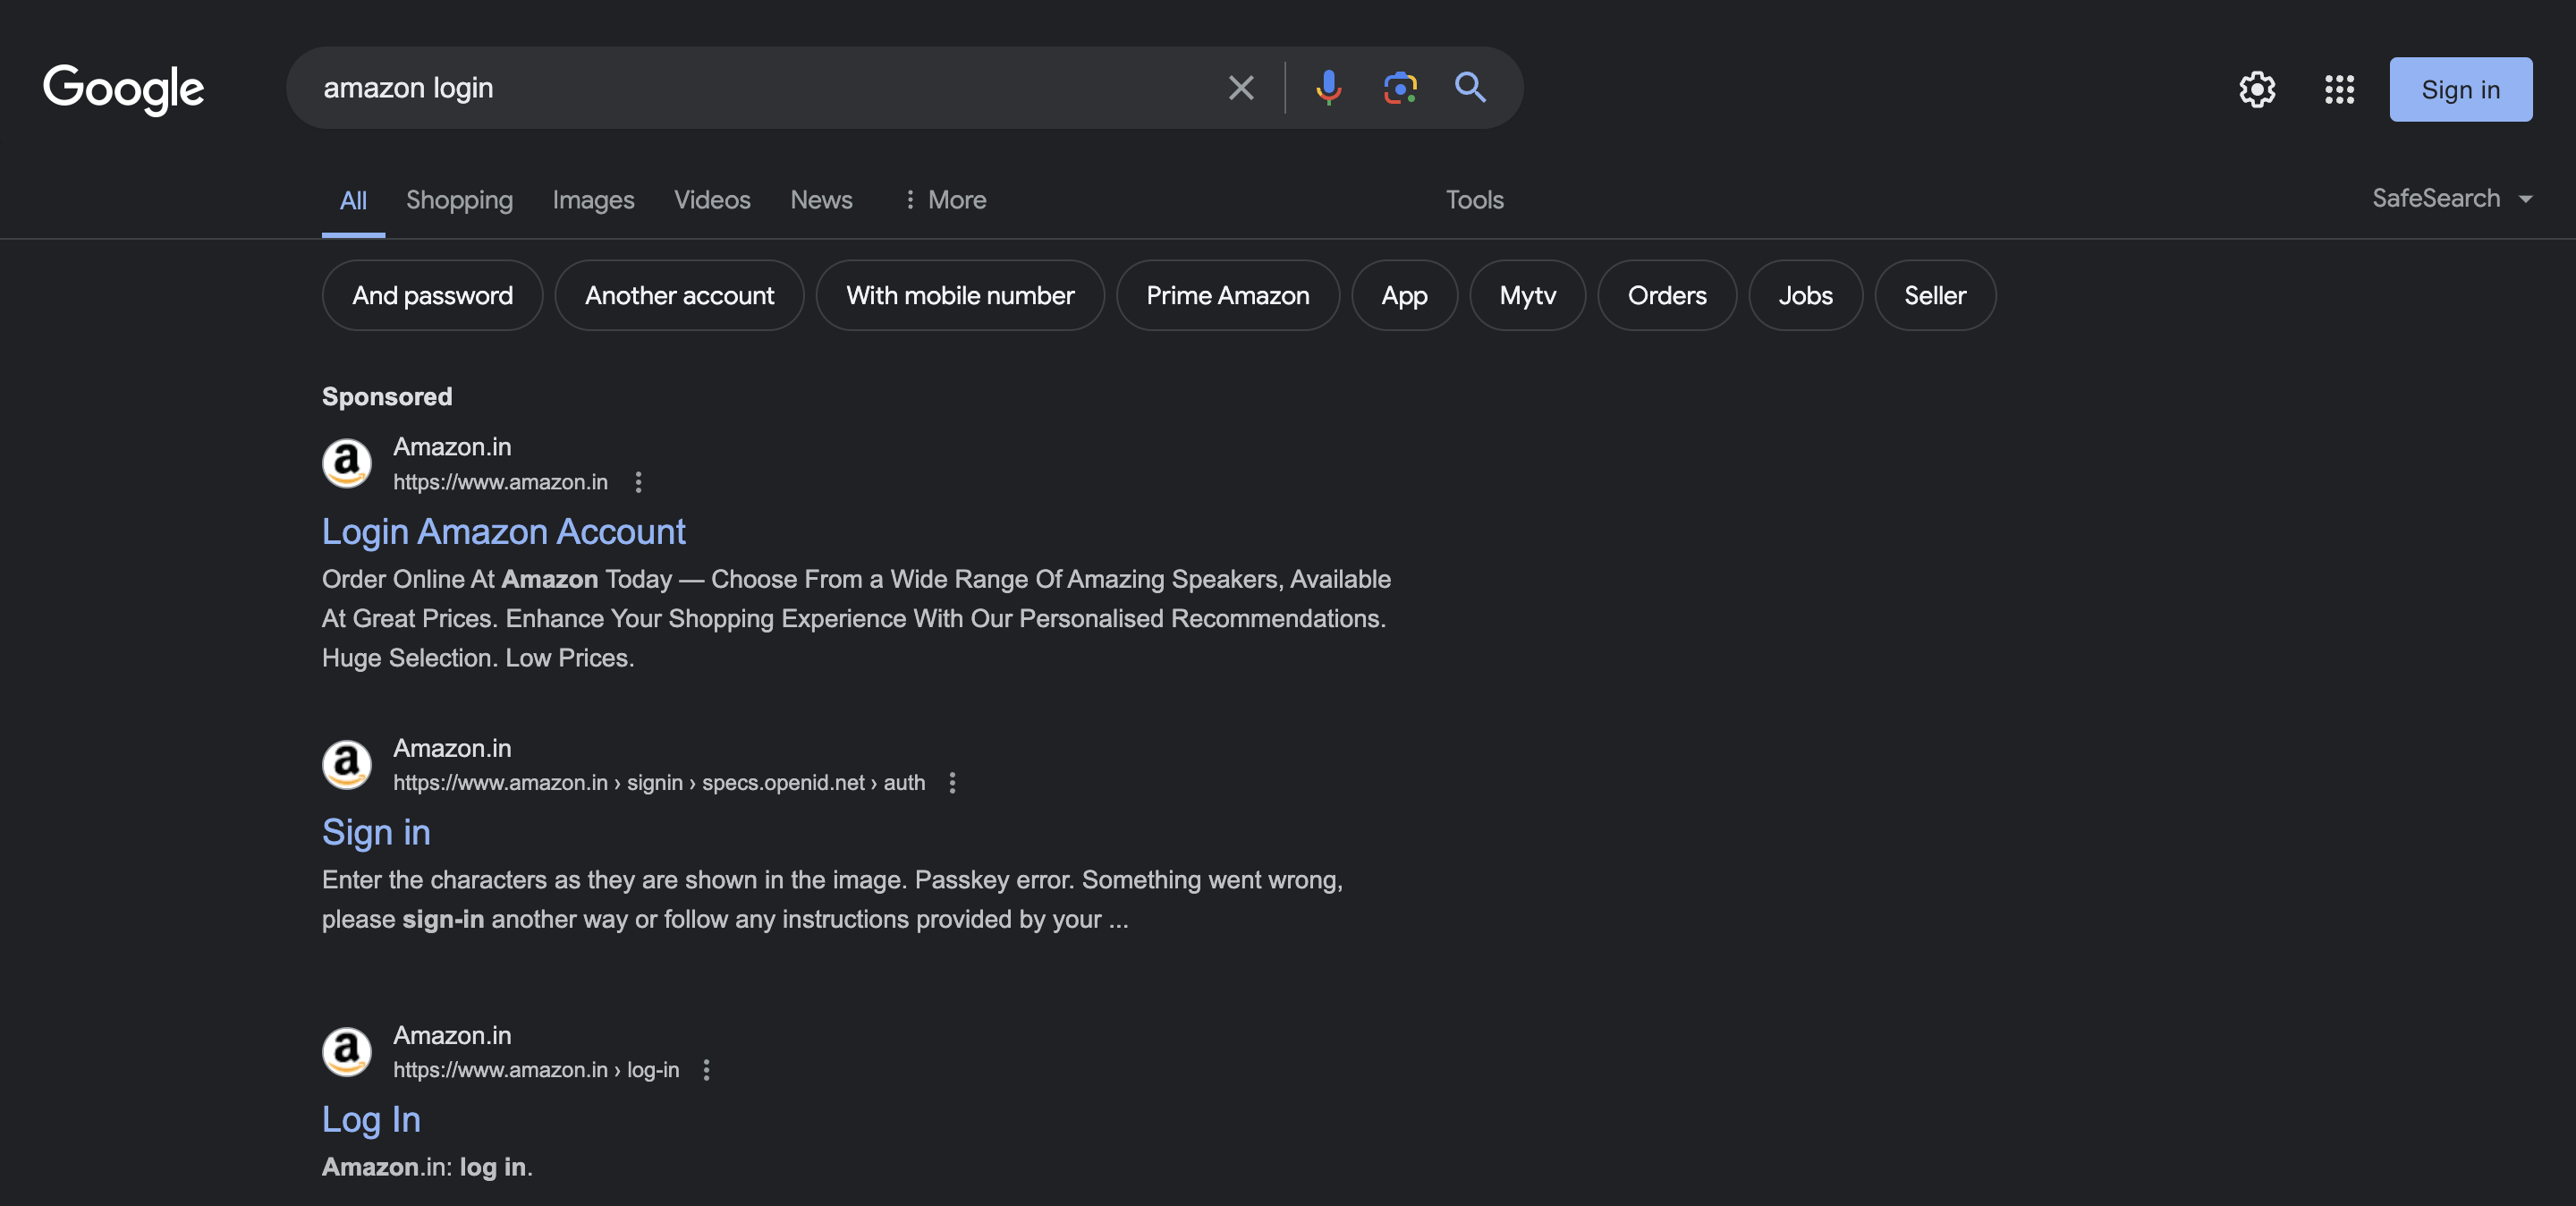 Google
amazon login
Sign in
All
Shopping
Images
Videos
News
More
Tools
SafeSearch
And password
Another account
With mobile number
Prime Amazon
App
Mytv
Orders
Jobs
Seller
Sponsored
a
Amazon.in
https://www.amazon.in
Login Amazon Account
Order Online At Amazon Today — Choose From a Wide Range Of Amazing Speakers, Available
At Great Prices. Enhance Your Shopping Experience With Our Personalised Recommendations.
Huge Selection. Low Prices.
a
Amazon.in
https://www.amazon.in › signin › specs.openid.net › auth
Sign in
Enter the characters as they are shown in the image. Passkey error. Something went wrong,
please sign-in another way or follow any instructions provided by your ...
a
Amazon.in
https://www.amazon.in › log-in
Log In
Amazon.in: log in.